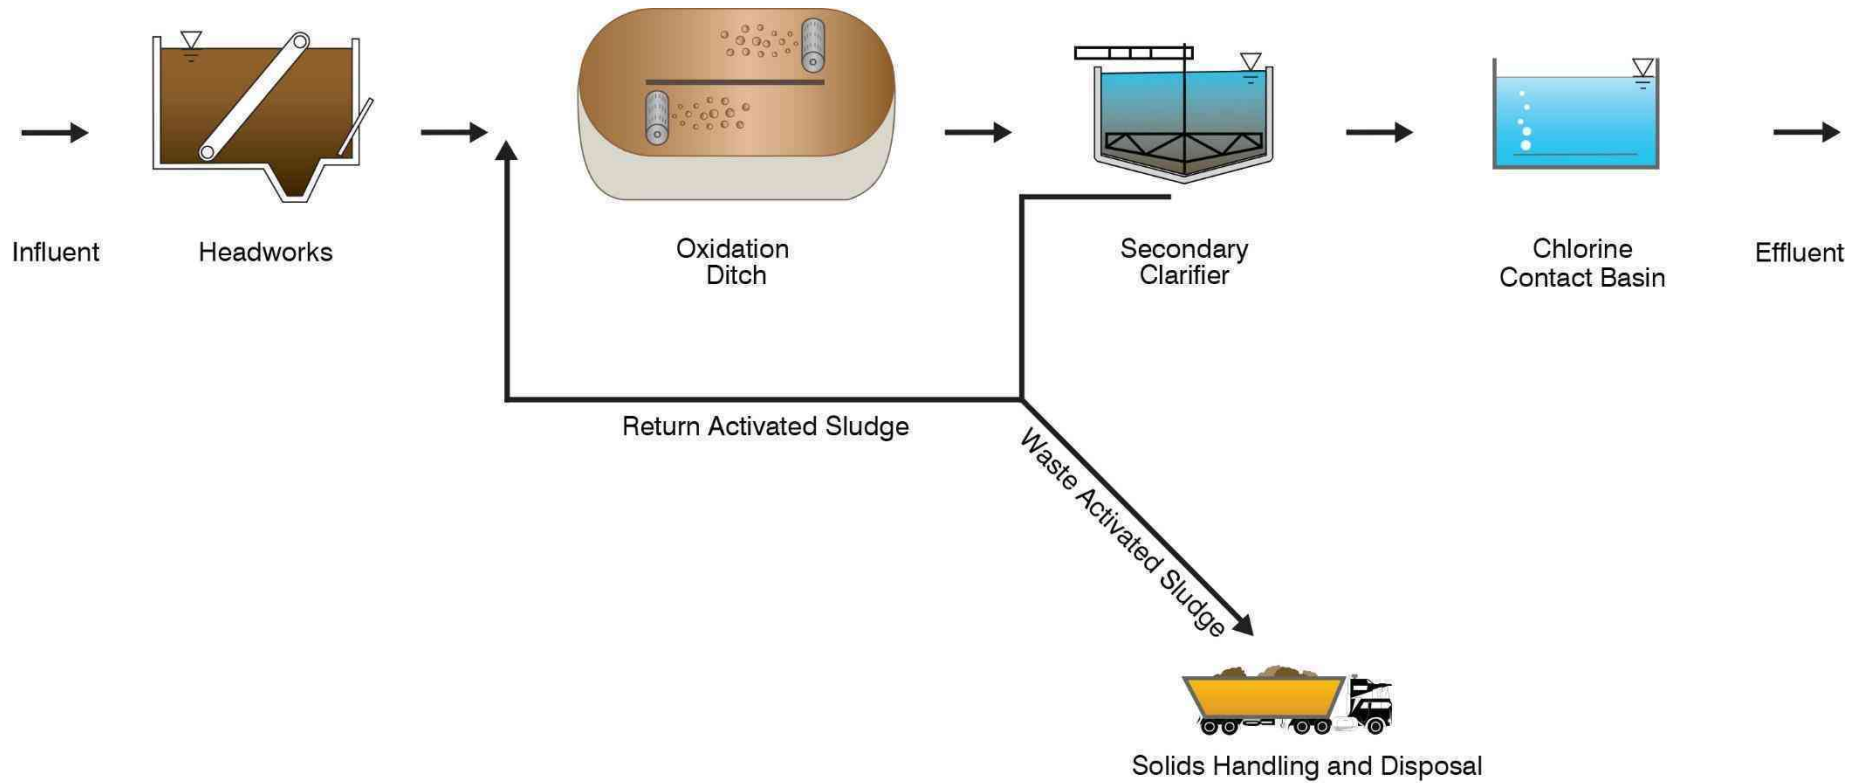 Influent
Headworks
Oxidation
Ditch
Secondary
Clarifier
Chlorine
Contact Basin
Effluent
Return Activated Sludge
Waste Activated Sludge
Solids Handling and Disposal